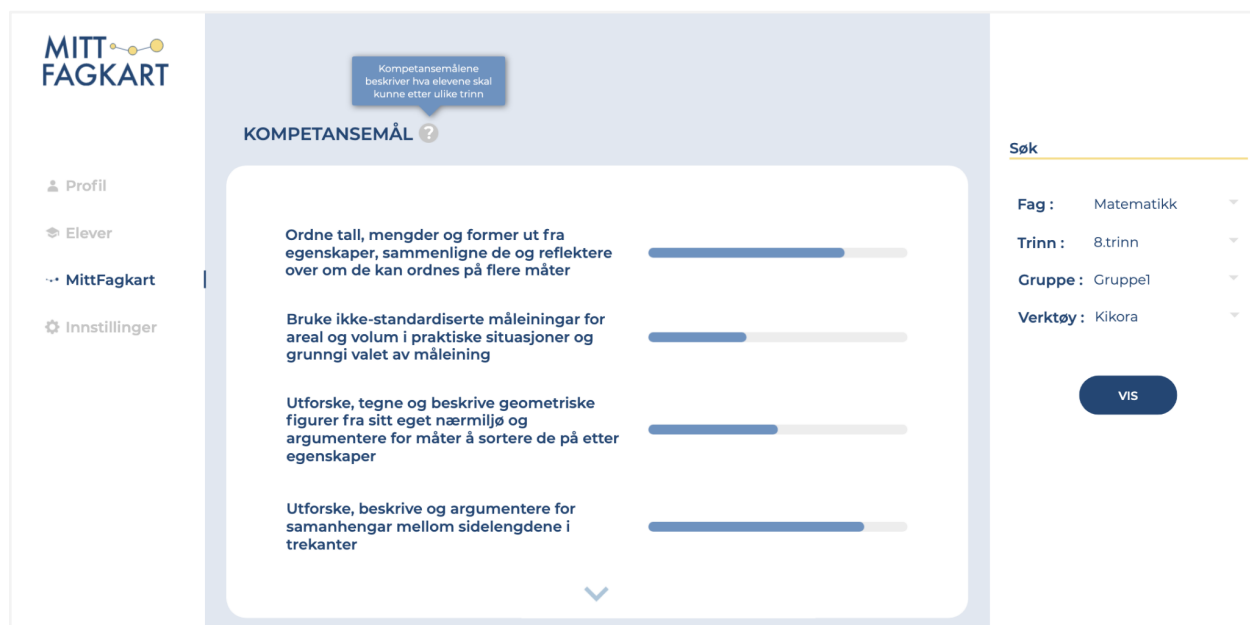 MITT
FAGKART
Profil
Elever
MittFagkart
Innstillinger
Kompetansemålene
beskriver hva elevene skal
kunne etter ulike trinn
KOMPETANSEMÅL ?
Ordne tall, mengder og former ut fra
egenskaper, sammenligne de og reflektere
over om de kan ordnes på flere måter
Bruke ikke-standardiserte måleiningar for
areal og volum i praktiske situasjoner og
grunngi valet av måleining
Utforske, tegne og beskrive geometriske
figurer fra sitt eget nærmiljø og
argumentere for måter å sortere de på etter
egenskaper
Utforske, beskrive og argumentere for
samanhengar mellom sidelengdene i
trekanter
Søk
Fag : Matematikk
Trinn : 8.trinn
Gruppe : Gruppe1
Verktøy : Kikora
VIS